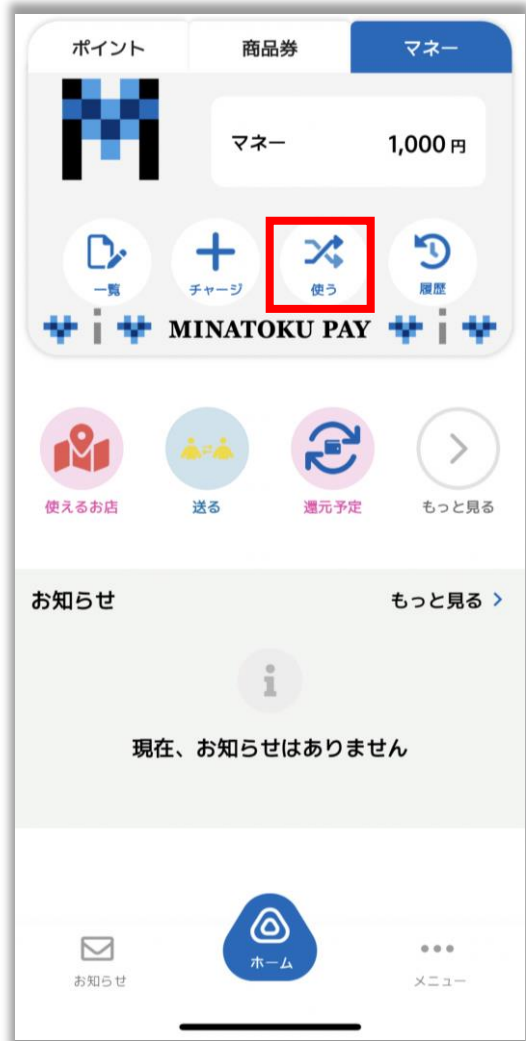 ポイント 商品券 マネー
マネー 1,000 円
一覧 チャージ 使う 履歴
MINATOKU PAY
使えるお店 送る 還元予定 もっと見る
お知らせ もっと見る
現在、お知らせはありません
ホーム
お知らせ メニュー